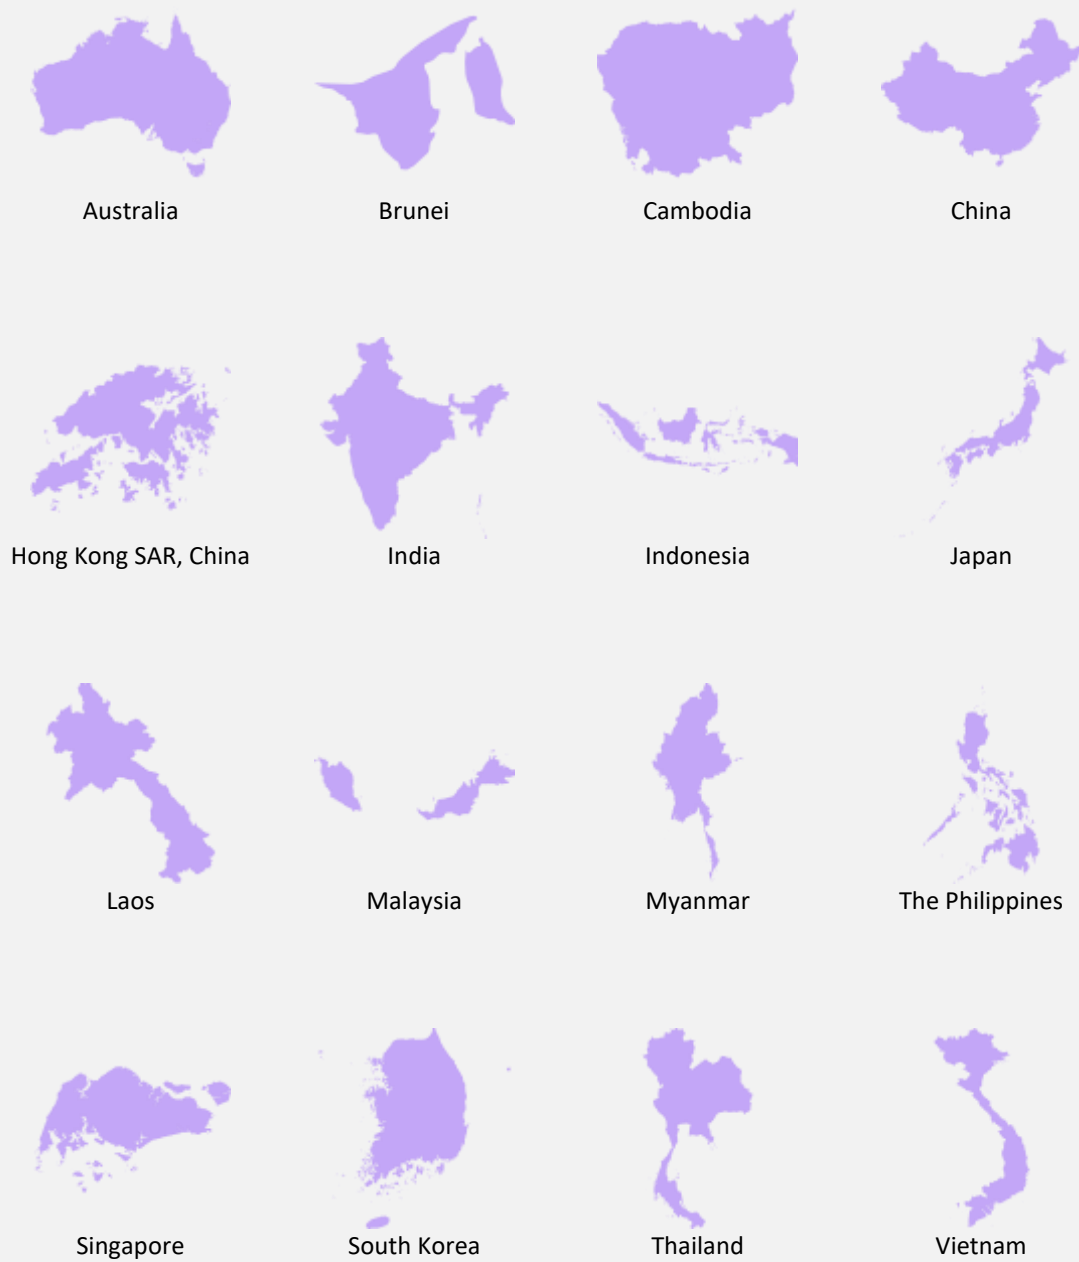 Australia
Brunei
Cambodia
China
Hong Kong SAR, China
India
Indonesia
Japan
Laos
Malaysia
Myanmar
The Philippines
Singapore
South Korea
Thailand
Vietnam